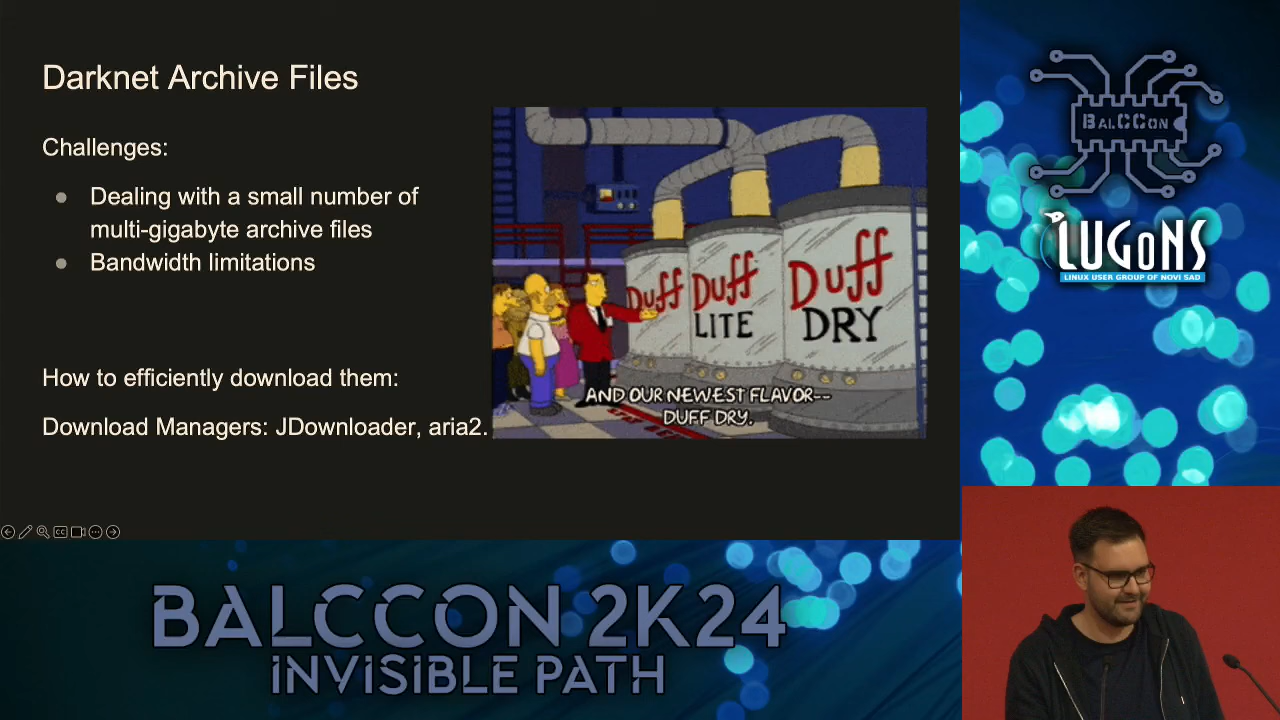 Darknet Archive Files
Challenges:
Dealing with a small number of
multi-gigabyte archive files
Bandwidth limitations
How to efficiently download them:
Download Managers: JDownloader, aria2.
Duff
Duff
LITE
Duff
DRY
AND OUR NEWEST FLAVOR--
DUFF DRY.
CC
BALCCON
LUGoNS
LINUX USER GROUP OF NOVI SAD
BALCCON 2K24
INVISIBLE PATH